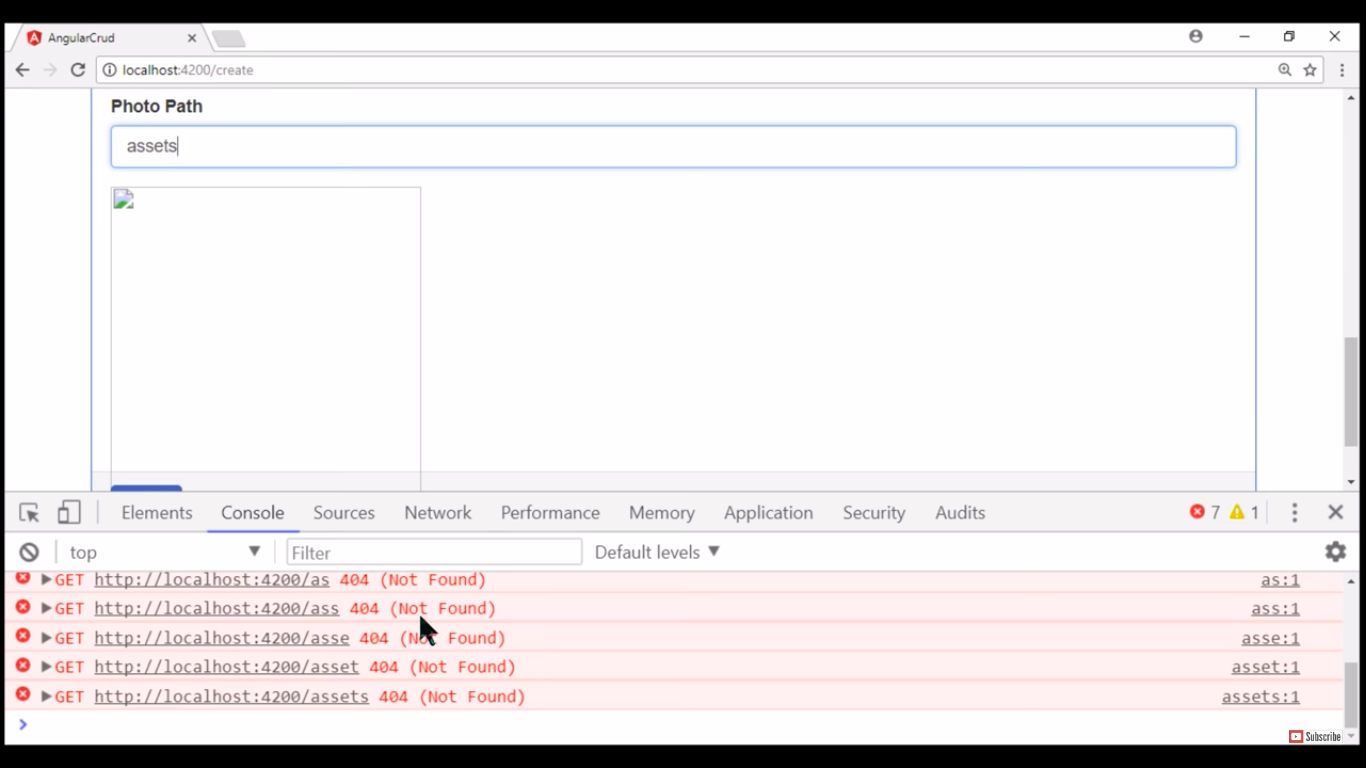 AngularCrud
localhost:4200/create
Photo Path
assets
Elements Console Sources Network Performance Memory Application Security Audits 7 1
top Filter Default levels
GET http://localhost:4200/as 404 (Not Found) as:1
GET http://localhost:4200/ass 404 (Not Found) ass:1
GET http://localhost:4200/asse 404 (Not Found) asse:1
GET http://localhost:4200/asset 404 (Not Found) asset:1
GET http://localhost:4200/assets 404 (Not Found) assets:1
Subscribe